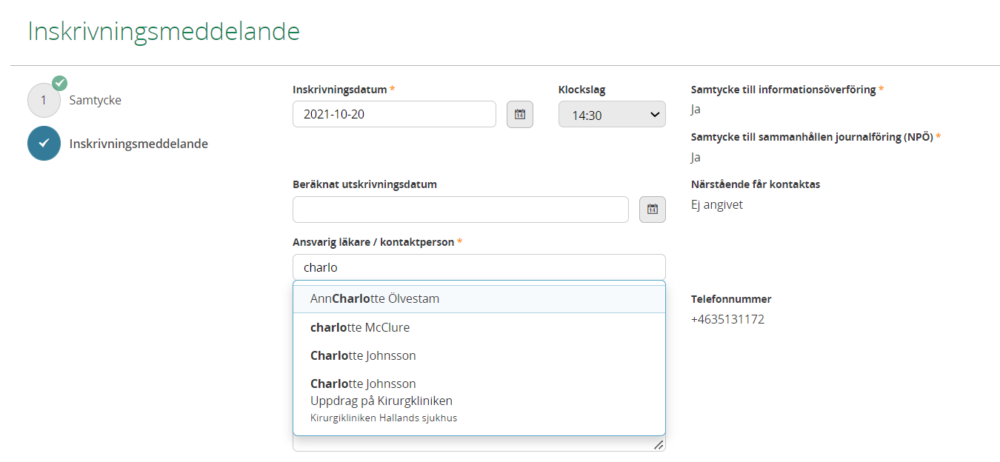 Inskrivningsmeddelande
1
Samtycke
Inskrivningsmeddelande
Inskrivningsdatum *
2021-10-20
14
Klockslag
14:30
Beräknat utskrivningsdatum
14
Ansvarig läkare / kontaktperson *
charlo
AnnCharlotte Ölvestam
charlotte McClure
Charlotte Johnsson
Charlotte Johnsson
Uppdrag på Kirurgkliniken
Kirurgikliniken Hallands sjukhus
Samtycke till informationsöverföring *
Ja
Samtycke till sammanhållen journalföring (NPÖ) *
Ja
Närstående får kontaktas
Ej angivet
Telefonnummer
+4635131172